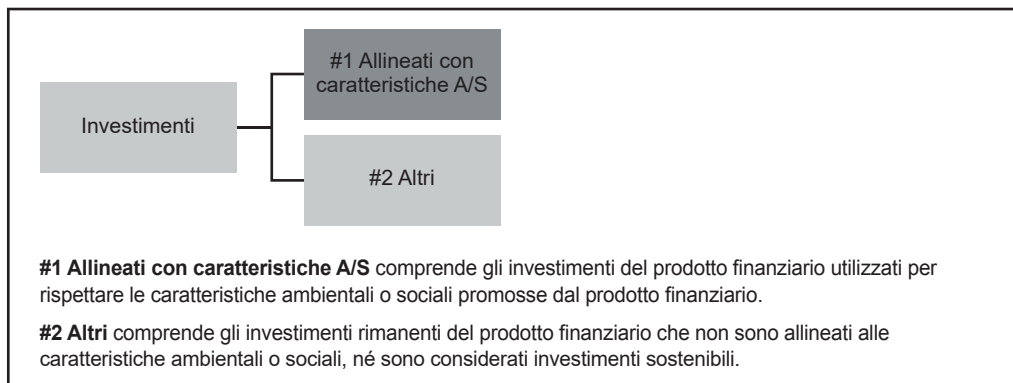 #1 Allineati con
caratteristiche A/S
Investimenti
#2 Altri
#1 Allineati con caratteristiche A/S comprende gli investimenti del prodotto finanziario utilizzati per
rispettare le caratteristiche ambientali o sociali promosse dal prodotto finanziario.
#2 Altri comprende gli investimenti rimanenti del prodotto finanziario che non sono allineati alle
caratteristiche ambientali o sociali, né sono considerati investimenti sostenibili.